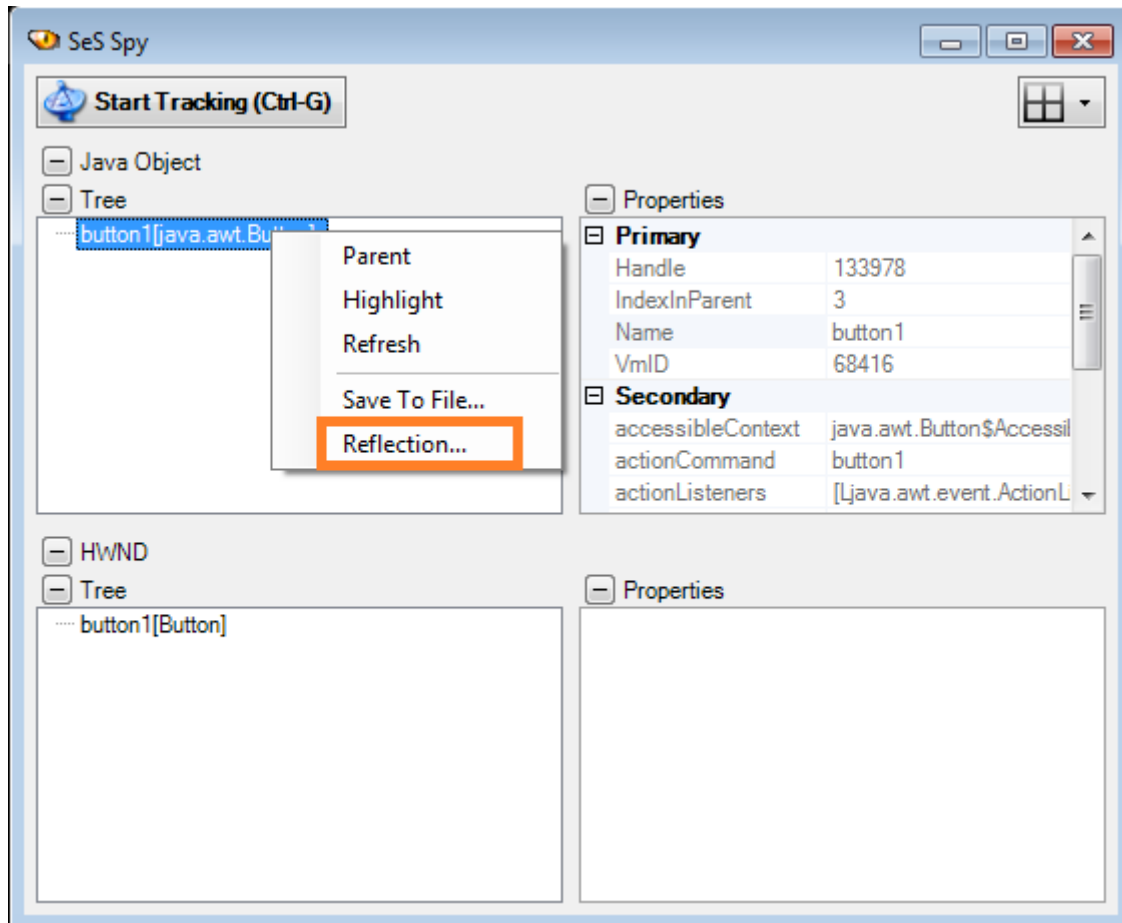 SeS Spy
Start Tracking (Ctrl-G)
Java Object
Tree
button1[java.awt.Bu
Parent
Highlight
Refresh
Save To File...
Reflection...
Properties
Primary
Handle 133978
IndexInParent 3
Name button1
VmID 68416
Secondary
accessibleContext java.awt.Button$Accessil
actionCommand button1
actionListeners [Ljava.awt.event.ActionLi
HWND
Tree
button1[Button]
Properties